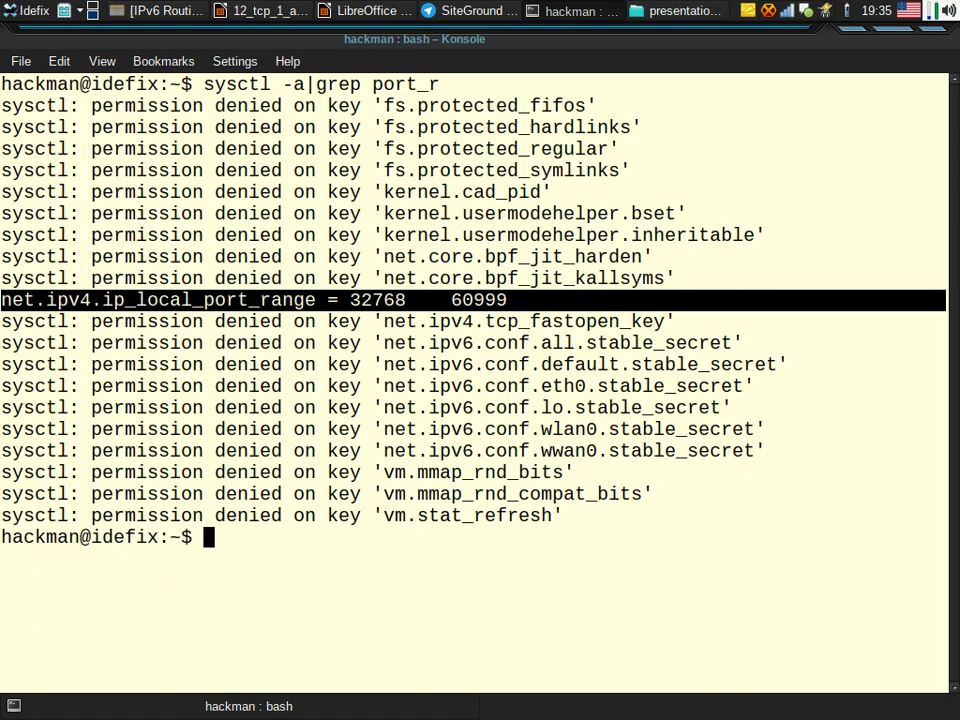 Idefix [IPv6 Routi... 12_tcp_1_a... LibreOffice ... SiteGround ... hackman : ... presentatio... 19:35
hackman : bash – Konsole
File Edit View Bookmarks Settings Help
hackman@idefix:~$ sysctl -a|grep port_r
sysctl: permission denied on key 'fs.protected_fifos'
sysctl: permission denied on key 'fs.protected_hardlinks'
sysctl: permission denied on key 'fs.protected_regular'
sysctl: permission denied on key 'fs.protected_symlinks'
sysctl: permission denied on key 'kernel.cad_pid'
sysctl: permission denied on key 'kernel.usermodehelper.bset'
sysctl: permission denied on key 'kernel.usermodehelper.inheritable'
sysctl: permission denied on key 'net.core.bpf_jit_harden'
sysctl: permission denied on key 'net.core.bpf_jit_kallsyms'
net.ipv4.ip_local_port_range = 32768    60999
sysctl: permission denied on key 'net.ipv4.tcp_fastopen_key'
sysctl: permission denied on key 'net.ipv6.conf.all.stable_secret'
sysctl: permission denied on key 'net.ipv6.conf.default.stable_secret'
sysctl: permission denied on key 'net.ipv6.conf.eth0.stable_secret'
sysctl: permission denied on key 'net.ipv6.conf.lo.stable_secret'
sysctl: permission denied on key 'net.ipv6.conf.wlan0.stable_secret'
sysctl: permission denied on key 'net.ipv6.conf.wwan0.stable_secret'
sysctl: permission denied on key 'vm.mmap_rnd_bits'
sysctl: permission denied on key 'vm.mmap_rnd_compat_bits'
sysctl: permission denied on key 'vm.stat_refresh'
hackman@idefix:~$
hackman : bash